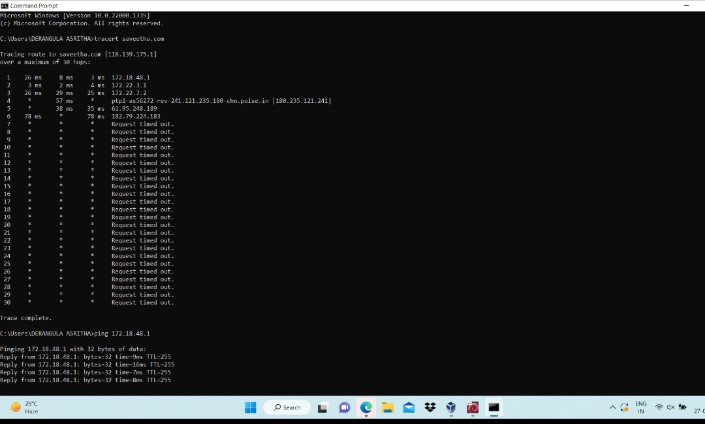 Command Prompt
Microsoft Windows [Version 10.0.22000.1335]
(c) Microsoft Corporation. All rights reserved.
C:\Users\DERANGULA ASRITHA>tracert saveetha.com
Tracing route to saveetha.com [118.139.175.1]
over a maximum of 30 hops:
1 26 ms 8 ms 3 ms 172.18.48.1
2 3 ms 2 ms 4 ms 172.22.3.1
3 26 ms 29 ms 25 ms 172.22.7.2
4 * 57 ms * ptpl-as56272-rev-241.121.235.180-chn.pulse.in [180.235.121.241]
5 * 38 ms 35 ms 61.95.248.189
6 78 ms * 78 ms 182.79.224.183
7 * * * Request timed out.
8 * * * Request timed out.
9 * * * Request timed out.
10 * * * Request timed out.
11 * * * Request timed out.
12 * * * Request timed out.
13 * * * Request timed out.
14 * * * Request timed out.
15 * * * Request timed out.
16 * * * Request timed out.
17 * * * Request timed out.
18 * * * Request timed out.
19 * * * Request timed out.
20 * * * Request timed out.
21 * * * Request timed out.
22 * * * Request timed out.
23 * * * Request timed out.
24 * * * Request timed out.
25 * * * Request timed out.
26 * * * Request timed out.
27 * * * Request timed out.
28 * * * Request timed out.
29 * * * Request timed out.
30 * * * Request timed out.
Trace complete.
C:\Users\DERANGULA ASRITHA>ping 172.18.48.1
Pinging 172.18.48.1 with 32 bytes of data:
Reply from 172.18.48.1: bytes=32 time=9ms TTL=255
Reply from 172.18.48.1: bytes=32 time=16ms TTL=255
Reply from 172.18.48.1: bytes=32 time=7ms TTL=255
Reply from 172.18.48.1: bytes=32 time=8ms TTL=255
28°C
Haze
Search
ENG
IN